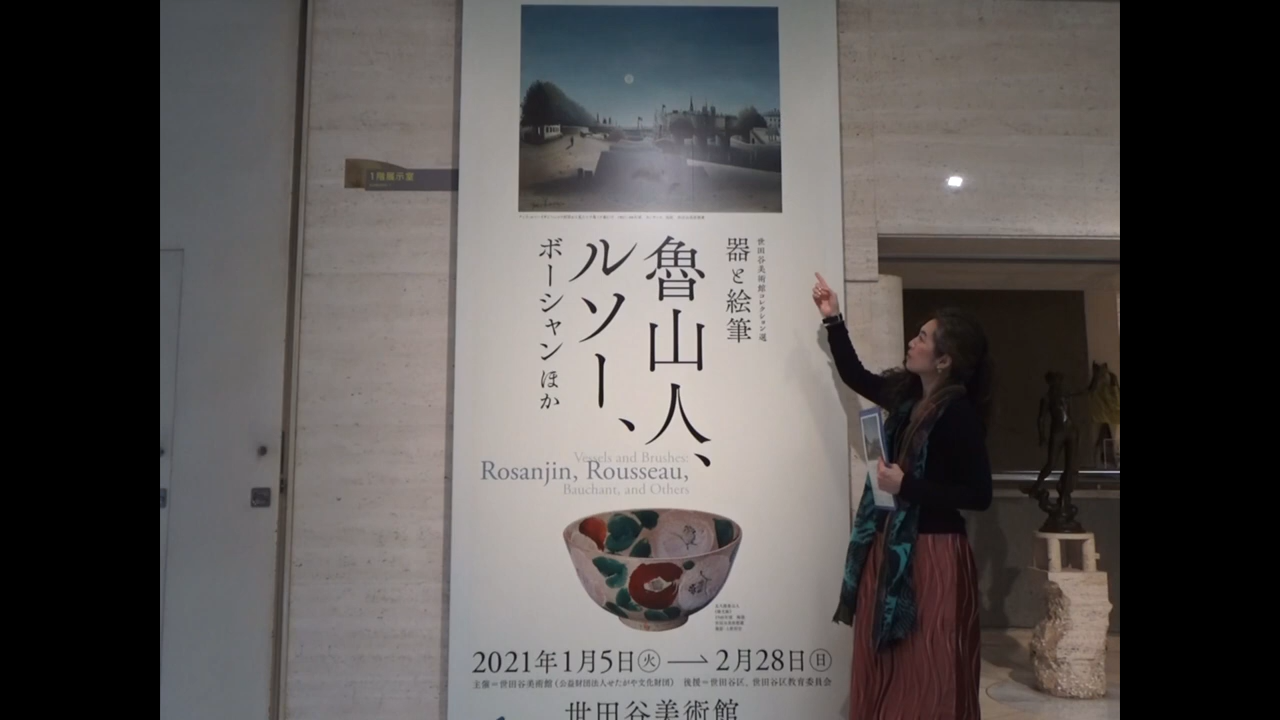 1階展示室
世田谷美術館コレクション選
器と絵筆
魯山人、
ルソー、
ボーシャンほか
Vessels and Brushes:
Rosanjin, Rousseau,
Bauchant, and Others
2021年1月5日㊋→2月28日㊐
主催=世田谷美術館(公益財団法人せたがや文化財団) 後援=世田谷区、世田谷区教育委員会
世田谷美術館